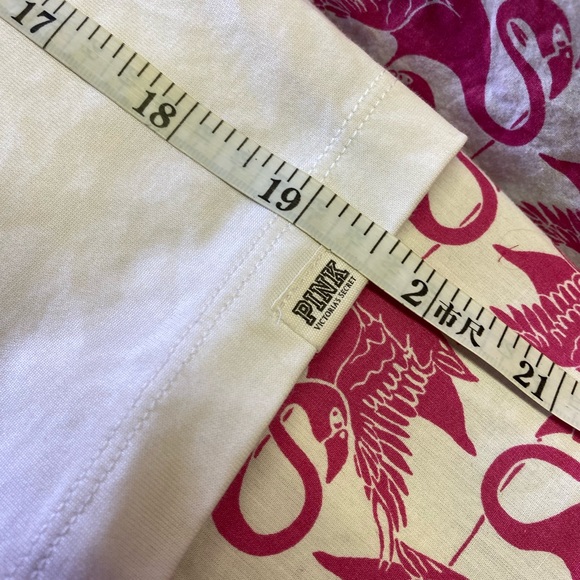 17
18
19
2市尺
21
PINK
VICTORIA'S SECRET